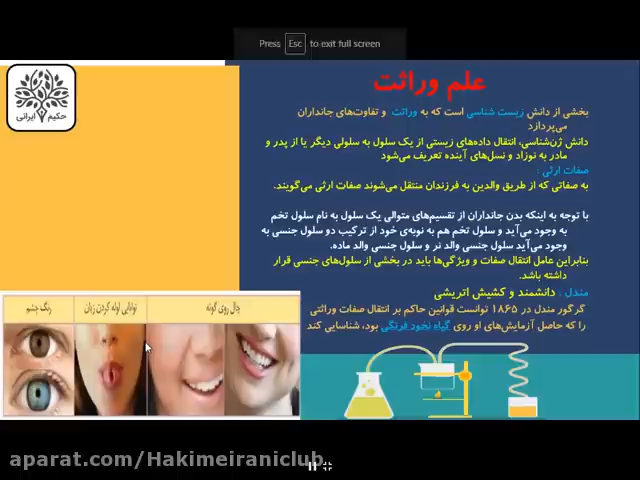 Press Esc to exit full screen
حکیم ایرانی
علم وراثت
بخشی از دانش زیست شناسی است که به وراثت و تفاوت‌های جانداران
می‌پردازد
دانش ژن‌شناسی، انتقال داده‌های زیستی از یک سلول به سلولی دیگر یا از پدر و
مادر به نوزاد و نسل‌های آینده تعریف می‌شود
صفات ارثی :
به صفاتی که از طریق والدین به فرزندان منتقل می‌شوند صفات ارثی می‌گویند.
با توجه به اینکه بدن جانداران از تقسیم‌های متوالی یک سلول به نام سلول تخم
به وجود می‌آید و سلول تخم هم به نوبه‌ی خود از ترکیب دو سلول جنسی به
وجود می‌آید سلول جنسی والد نر و سلول جنسی والد ماده.
بنابراین عامل انتقال صفات و ویژگی‌ها باید در بخشی از سلول‌های جنسی قرار
داشته باشد.
مندل : دانشمند و کشیش اتریشی
گرگور مندل در 1865 توانست قوانین حاکم بر انتقال صفات وراثتی
را که حاصل آزمایش‌های او روی گیاه نخود فرنگی بود، شناسایی کند
چال روی گونه
توانایی لوله کردن زبان
رنگ چشم
aparat.com/Hakimeiraniclub